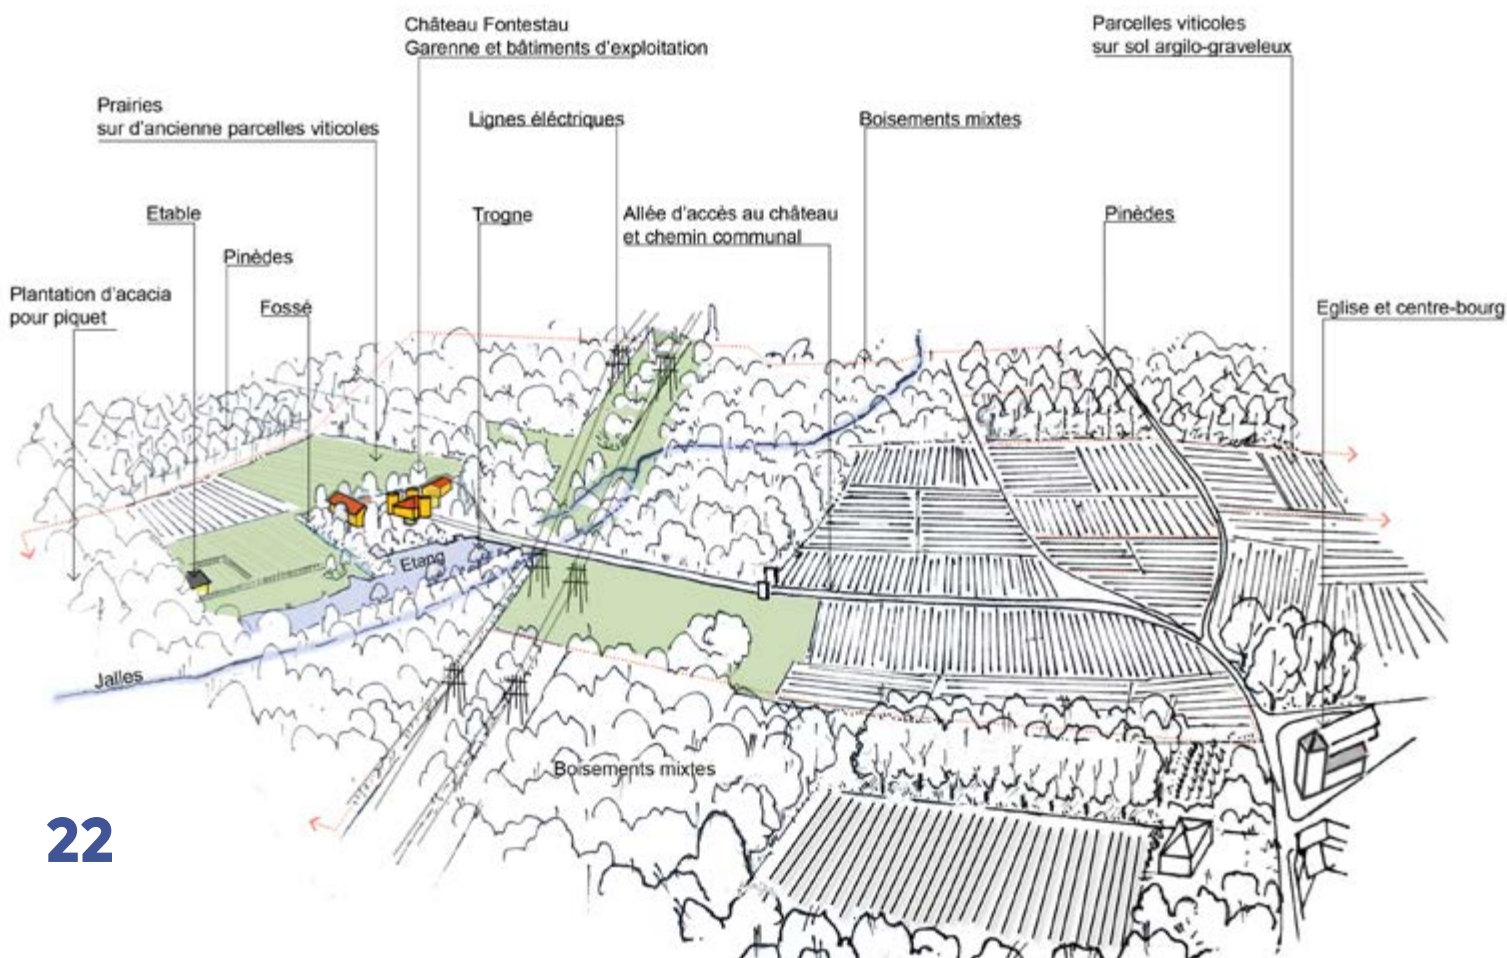 Château Fontestau
Garenne et bâtiments d'exploitation
Parcelles viticoles
sur sol argilo-graveleux
Prairies
sur d'ancienne parcelles viticoles
Lignes éléctriques
Boisements mixtes
Etable
Trogne
Allée d'accès au château
et chemin communal
Pinèdes
Pinèdes
Plantation d'acacia
pour piquet
Fossé
Eglise et centre-bourg
Etang
Jalles
Boisements mixtes
22